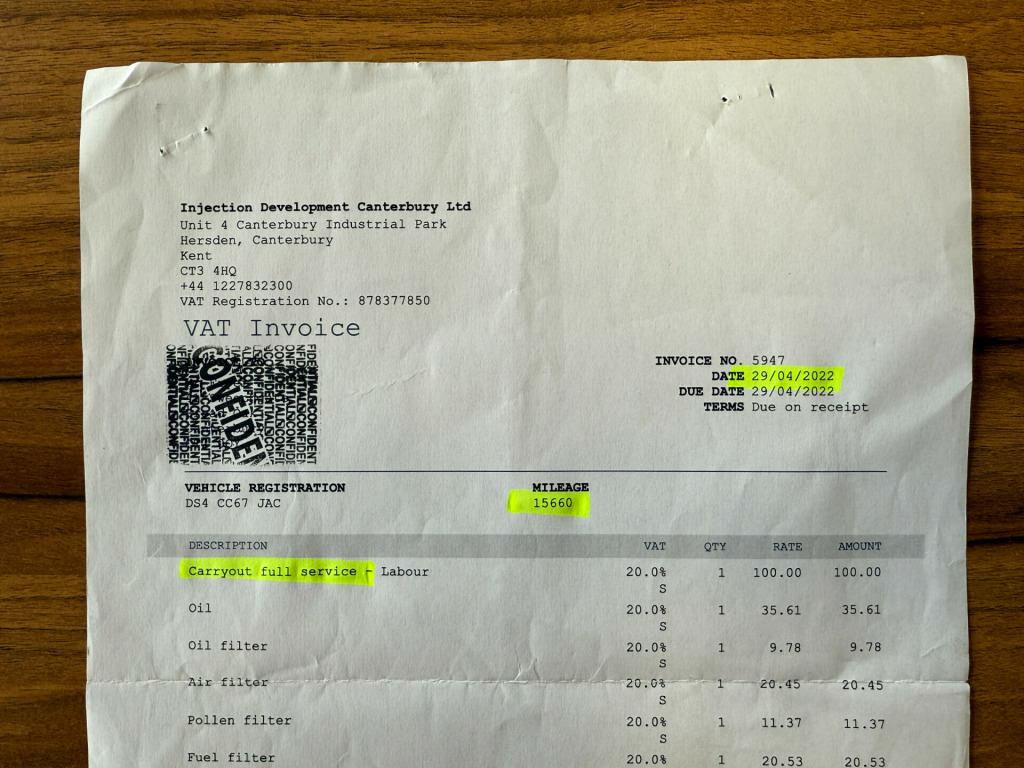 Injection Development Canterbury Ltd
Unit 4 Canterbury Industrial Park
Hersden, Canterbury
Kent
CT3 4HQ
+44 1227832300
VAT Registration No.: 878377850
VAT Invoice
INVOICE NO. 5947
DATE 29/04/2022
DUE DATE 29/04/2022
TERMS Due on receipt
VEHICLE REGISTRATION MILEAGE
DS4 CC67 JAC 15660
DESCRIPTION VAT QTY RATE AMOUNT
Carryout full service - Labour 20.0% 1 100.00 100.00
S
Oil 20.0% 1 35.61 35.61
S
Oil filter 20.0% 1 9.78 9.78
S
Air filter 20.0% 1 20.45 20.45
S
Pollen filter 20.0% 1 11.37 11.37
S
Fuel filter 20.0% 1 20.53 20.53